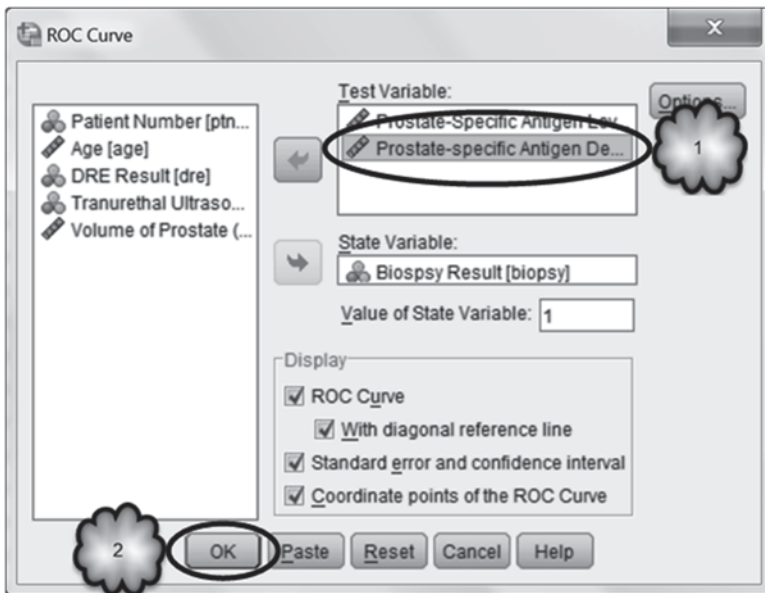 ROC Curve
x
Test Variable:
Options...
Patient Number [ptn...
Age [age]
DRE Result [dre]
Tranurethal Ultraso...
Volume of Prostate (...
Prostate-Specific Antigen Lev...
Prostate-specific Antigen De...
1
State Variable:
Biospsy Result [biopsy]
Value of State Variable: 1
Display
ROC Curve
With diagonal reference line
Standard error and confidence interval
Coordinate points of the ROC Curve
2
OK
Paste
Reset
Cancel
Help